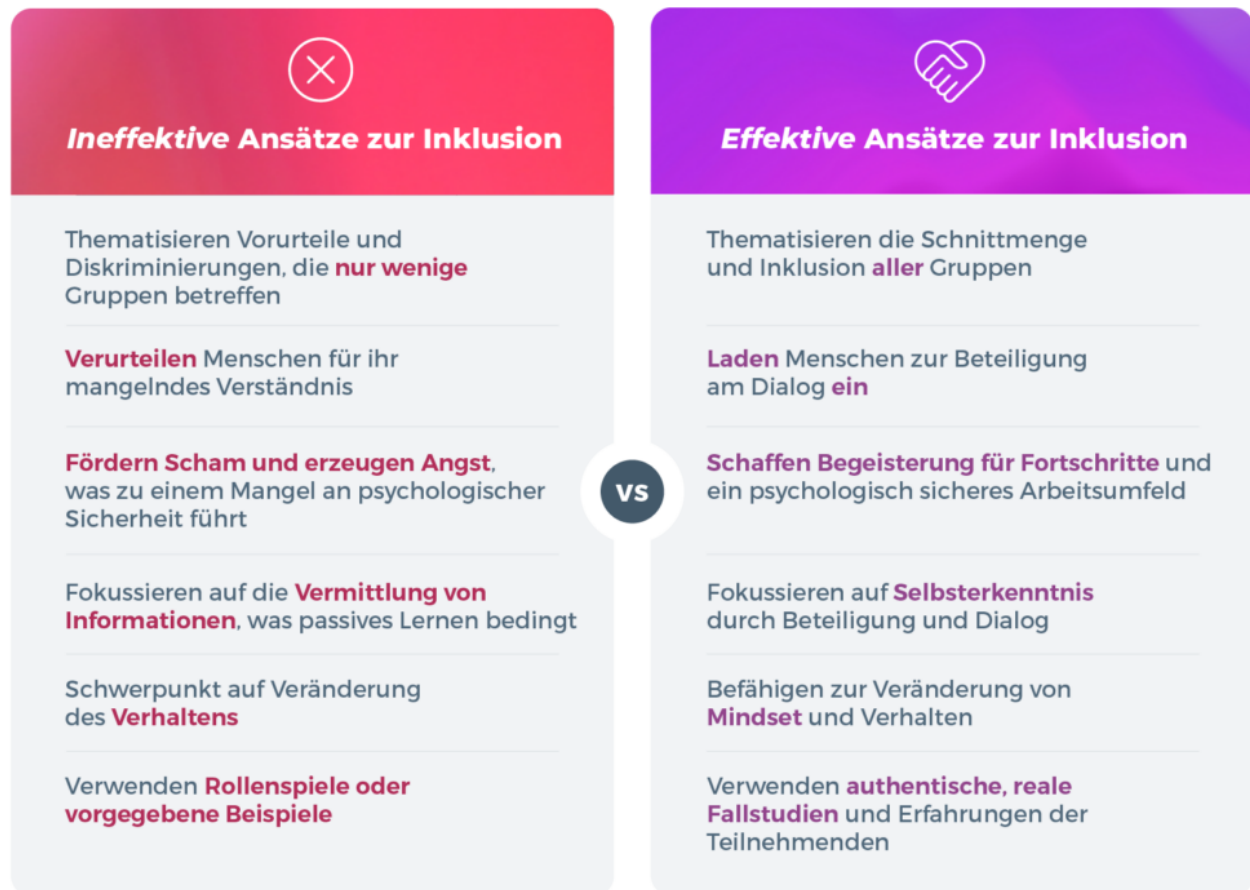 Ineffektive Ansätze zur Inklusion
Thematisieren Vorurteile und
Diskriminierungen, die nur wenige
Gruppen betreffen
Verurteilen Menschen für ihr
mangelndes Verständnis
Fördern Scham und erzeugen Angst,
was zu einem Mangel an psychologischer
Sicherheit führt
Fokussieren auf die Vermittlung von
Informationen, was passives Lernen bedingt
Schwerpunkt auf Veränderung
des Verhaltens
Verwenden Rollenspiele oder
vorgegebene Beispiele
vs
Effektive Ansätze zur Inklusion
Thematisieren die Schnittmenge
und Inklusion aller Gruppen
Laden Menschen zur Beteiligung
am Dialog ein
Schaffen Begeisterung für Fortschritte und
ein psychologisch sicheres Arbeitsumfeld
Fokussieren auf Selbsterkenntnis
durch Beteiligung und Dialog
Befähigen zur Veränderung von
Mindset und Verhalten
Verwenden authentische, reale
Fallstudien und Erfahrungen der
Teilnehmenden